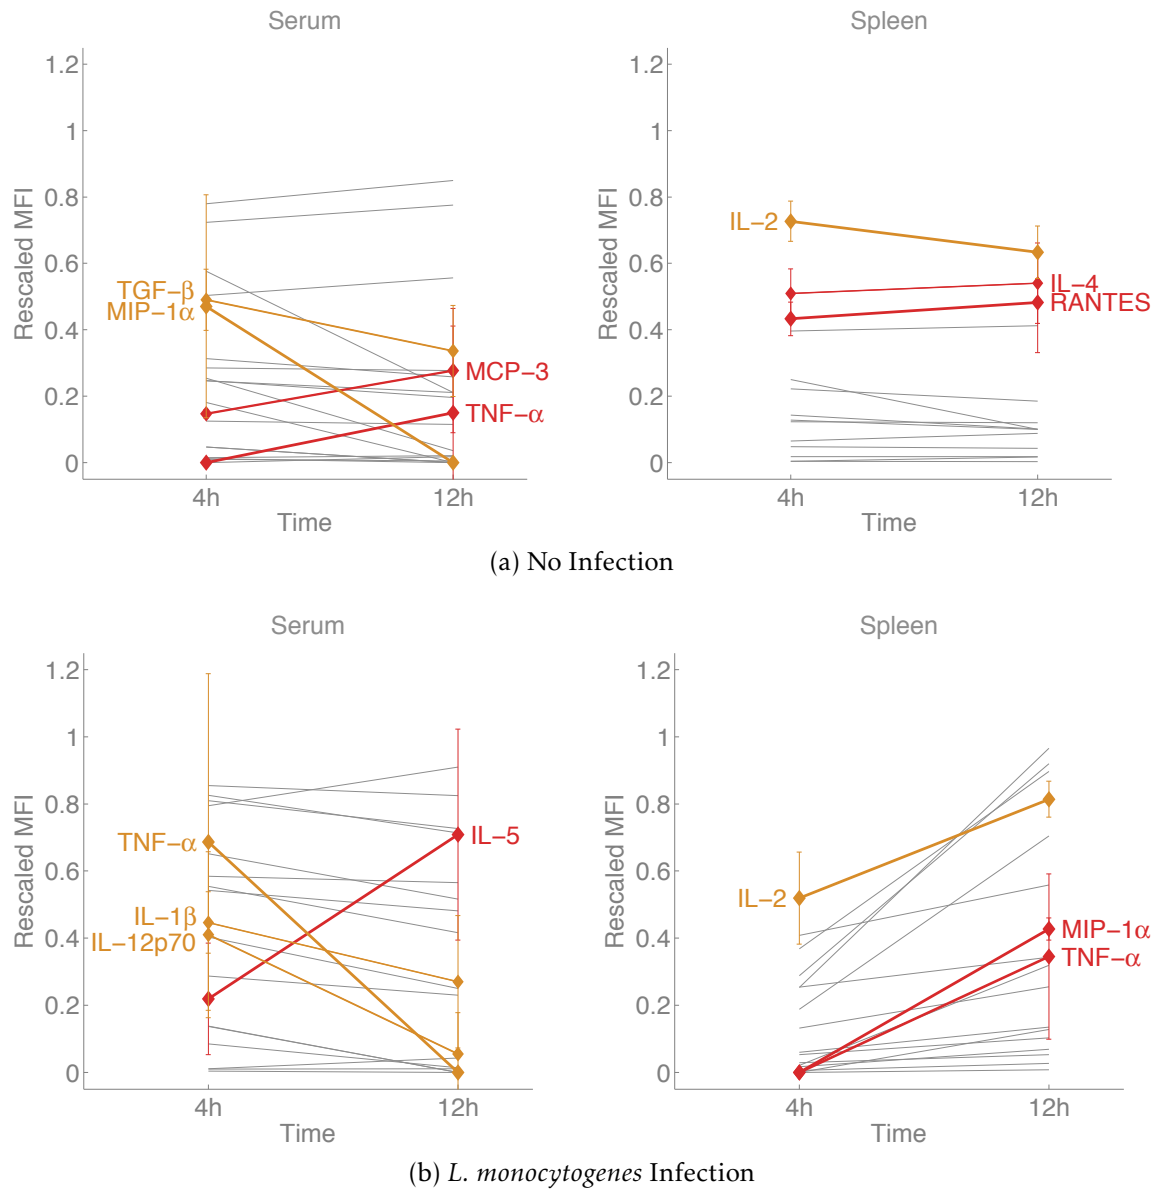 Serum
Spleen
Rescaled MFI
1.2
1
0.8
0.6
0.4
0.2
0
TGF−β
MIP−1α
MCP−3
TNF−α
4h
12h
Time
Rescaled MFI
1.2
1
0.8
0.6
0.4
0.2
0
IL−2
IL−4
RANTES
4h
12h
Time
(a) No Infection
Serum
Spleen
Rescaled MFI
1.2
1
0.8
0.6
0.4
0.2
0
TNF−α
IL−1β
IL−12p70
IL−5
4h
12h
Time
Rescaled MFI
1.2
1
0.8
0.6
0.4
0.2
0
IL−2
MIP−1α
TNF−α
4h
12h
Time
(b) L. monocytogenes Infection